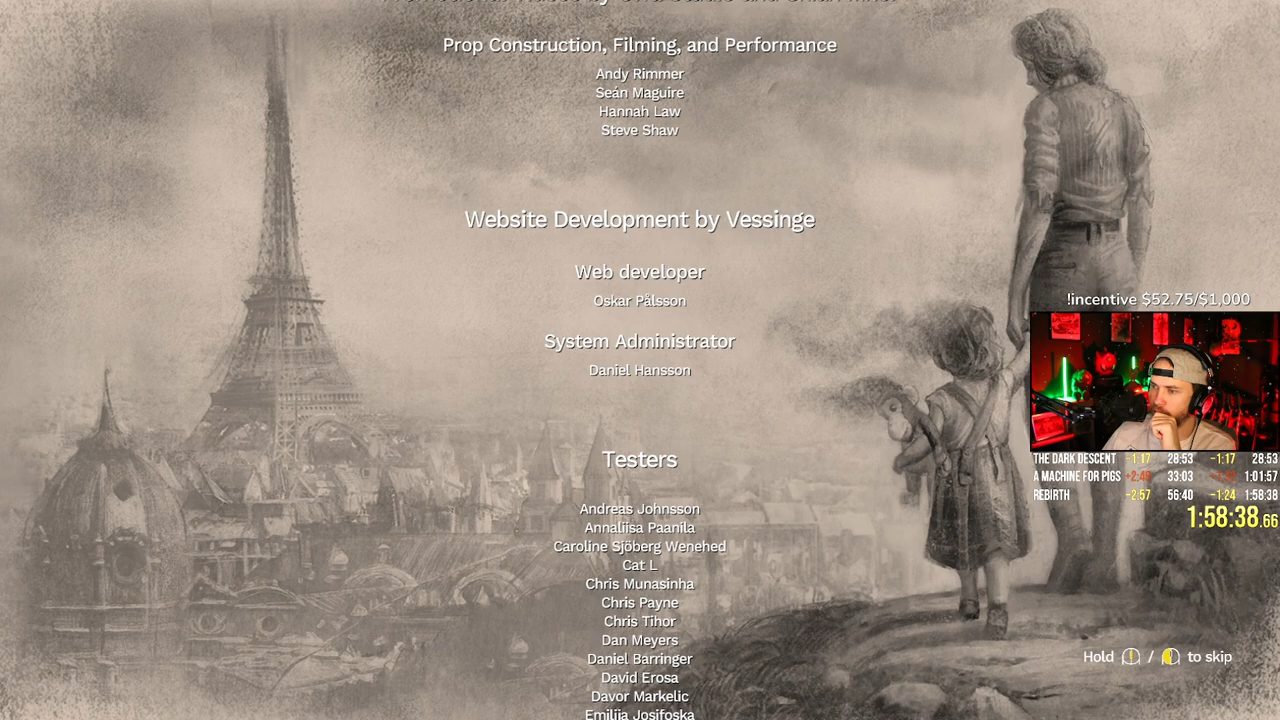 Prop Construction, Filming, and Performance
Andy Rimmer
Seán Maguire
Hannah Law
Steve Shaw
Website Development by Vessinge
Web developer
Oskar Pålsson
System Administrator
Daniel Hansson
Testers
Andreas Johnsson
Annaliisa Paanila
Caroline Sjöberg Wenehed
Cat L
Chris Munasinha
Chris Payne
Chris Tihor
Dan Meyers
Daniel Barringer
David Erosa
Davor Markelic
Emilija Josifoska
!incentive $52.75/$1,000
THE DARK DESCENT -1:17 28:53 -1:17 28:53
A MACHINE FOR PIGS 33:03 1:01:57
REBIRTH -2:57 56:40 -1:24 1:58:38
1:58:38.66
Hold / to skip